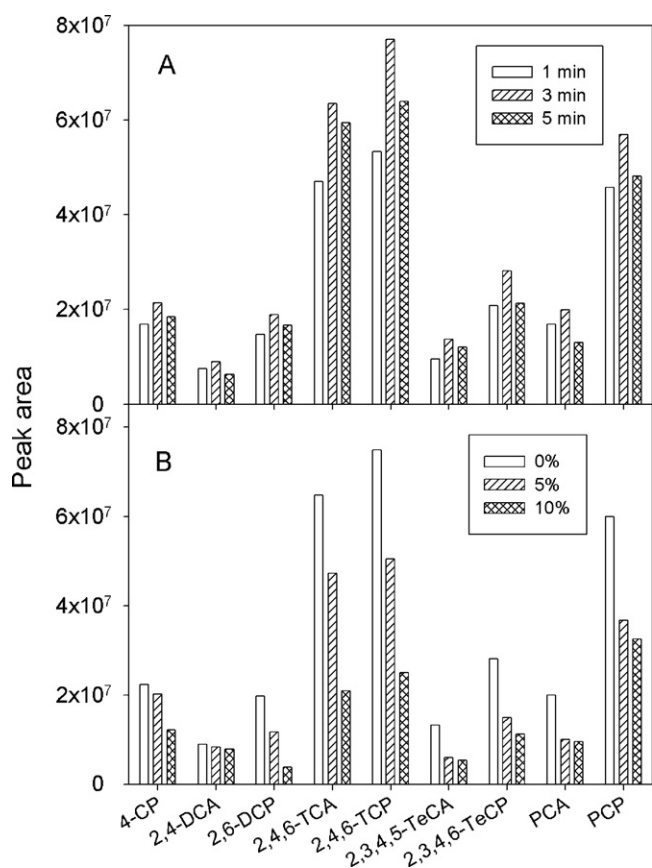 8x10⁷
A
1 min
3 min
5 min
6x10⁷
4x10⁷
2x10⁷
0
Peak area
8x10⁷
B
0%
5%
10%
6x10⁷
4x10⁷
2x10⁷
0
4-CP
2,4-DCA
2,6-DCP
2,4,6-TCA
2,4,6-TCP
2,3,4,5-TeCA
2,3,4,6-TeCP
PCA
PCP